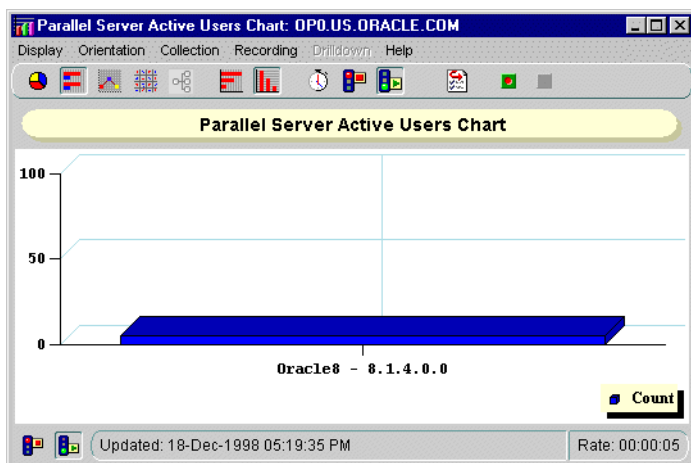 Parallel Server Active Users Chart: OP0.US.ORACLE.COM
Display Orientation Collection Recording Drilldown Help
Parallel Server Active Users Chart
100
50
0
Oracle8 - 8.1.4.0.0
Count
Updated: 18-Dec-1998 05:19:35 PM
Rate: 00:00:05